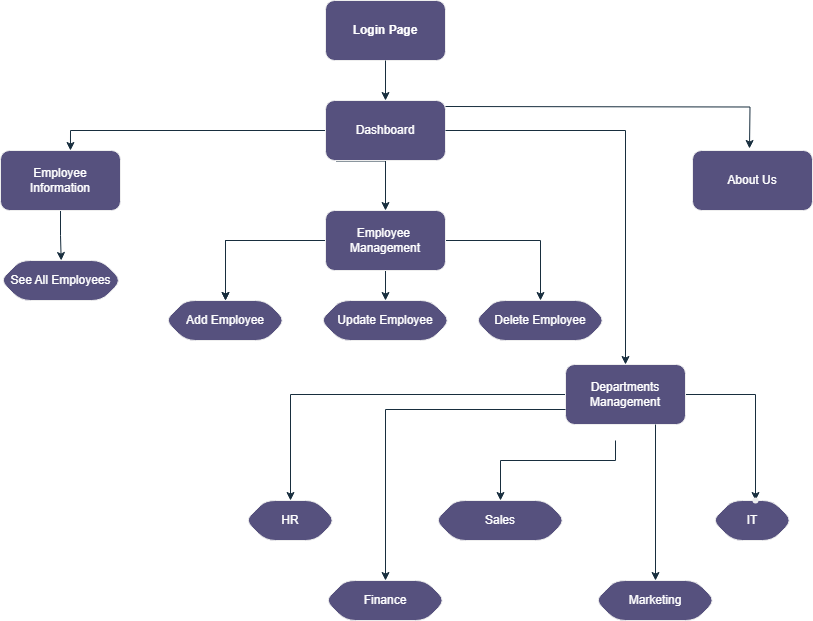 Login Page
Dashboard
Employee
Information
About Us
Employee
Management
See All Employees
Add Employee
Update Employee
Delete Employee
Departments
Management
HR
Sales
IT
Finance
Marketing